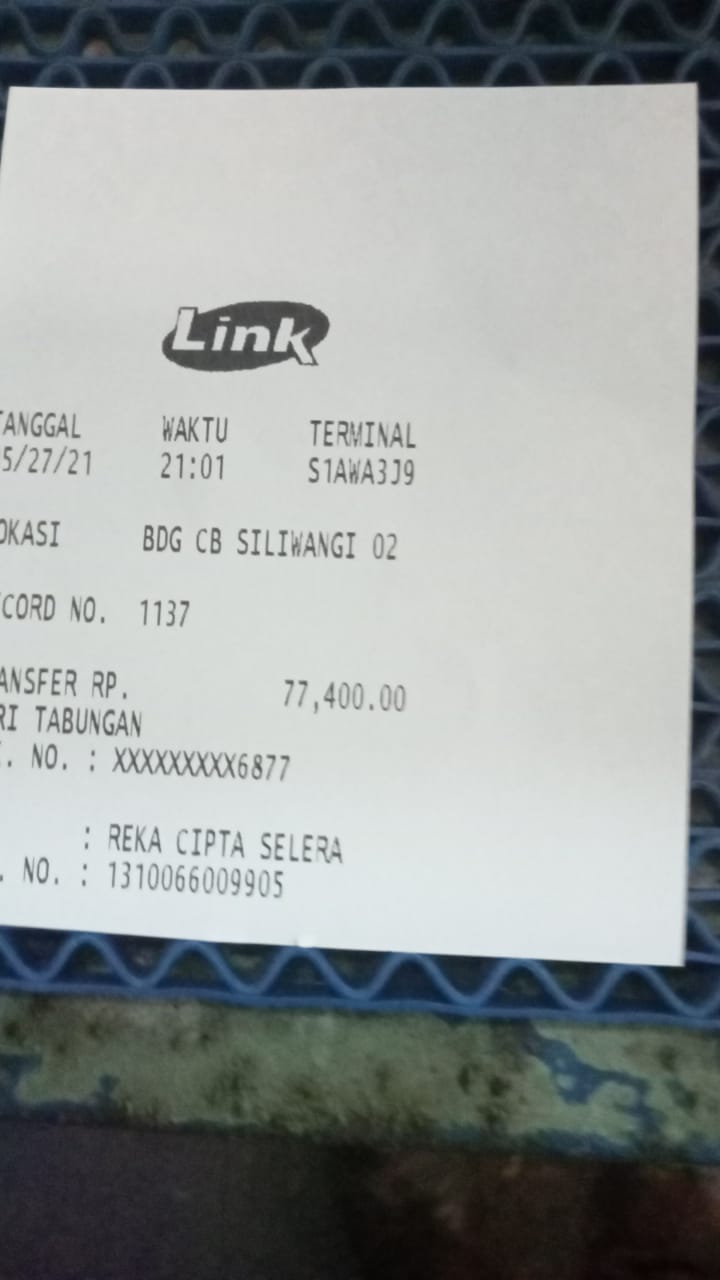 Link
TANGGAL WAKTU TERMINAL
5/27/21 21:01 S1AWA3J9
OKASI BDG CB SILIWANGI 02
CORD NO. 1137
ANSFER RP. 77,400.00
RI TABUNGAN
. NO. : XXXXXXXXX6877
: REKA CIPTA SELERA
. NO. : 1310066009905